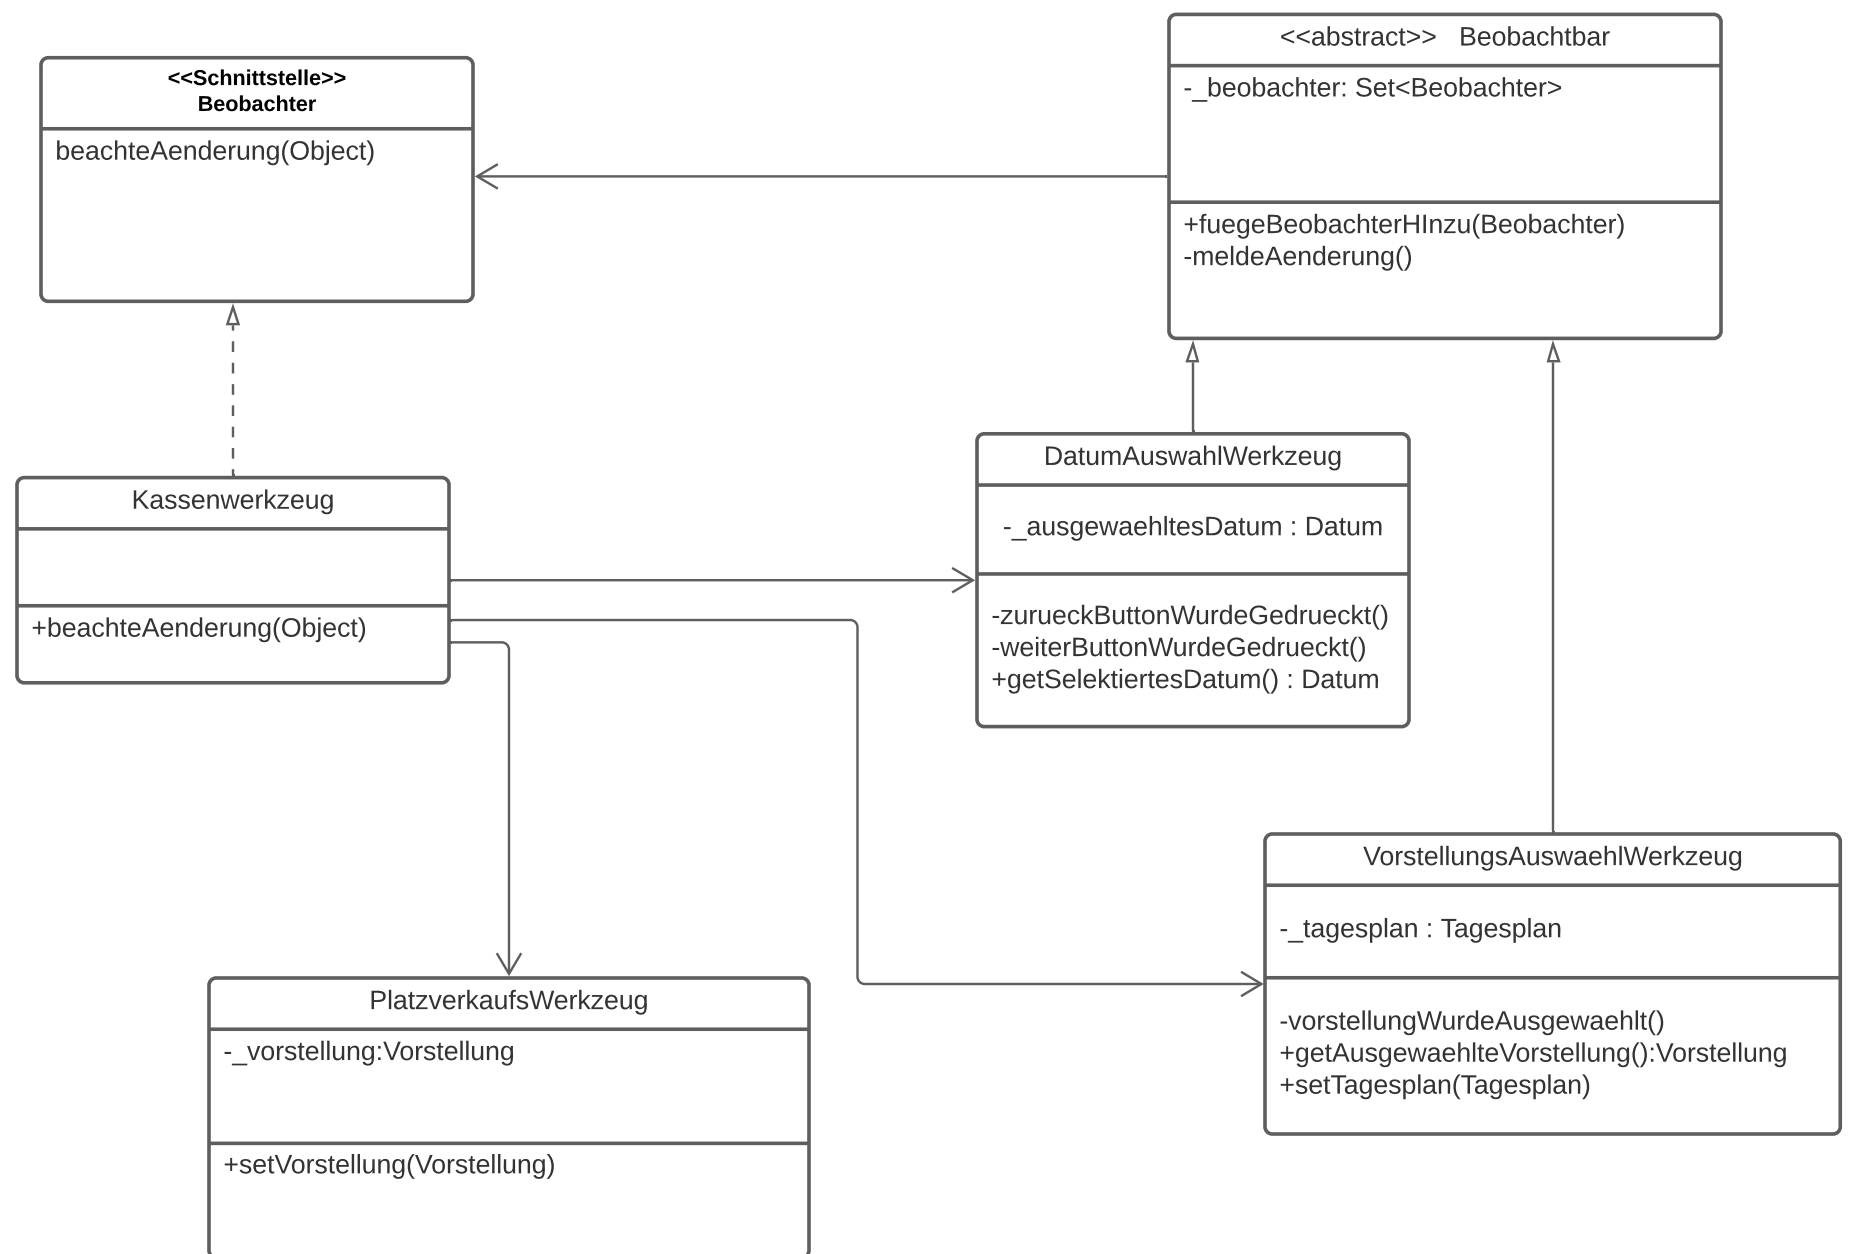 <<Schnittstelle>>
Beobachter
beachteAenderung(Object)
<<abstract>> Beobachtbar
-_beobachter: Set<Beobachter>
+fuegeBeobachterHInzu(Beobachter)
-meldeAenderung()
Kassenwerkzeug
+beachteAenderung(Object)
DatumAuswahlWerkzeug
-_ausgewaehltesDatum : Datum
-zurueckButtonWurdeGedrueckt()
-weiterButtonWurdeGedrueckt()
+getSelektiertesDatum() : Datum
VorstellungsAuswaehlWerkzeug
-_tagesplan : Tagesplan
-vorstellungWurdeAusgewaehlt()
+getAusgewaehlteVorstellung():Vorstellung
+setTagesplan(Tagesplan)
PlatzverkaufsWerkzeug
-_vorstellung:Vorstellung
+setVorstellung(Vorstellung)